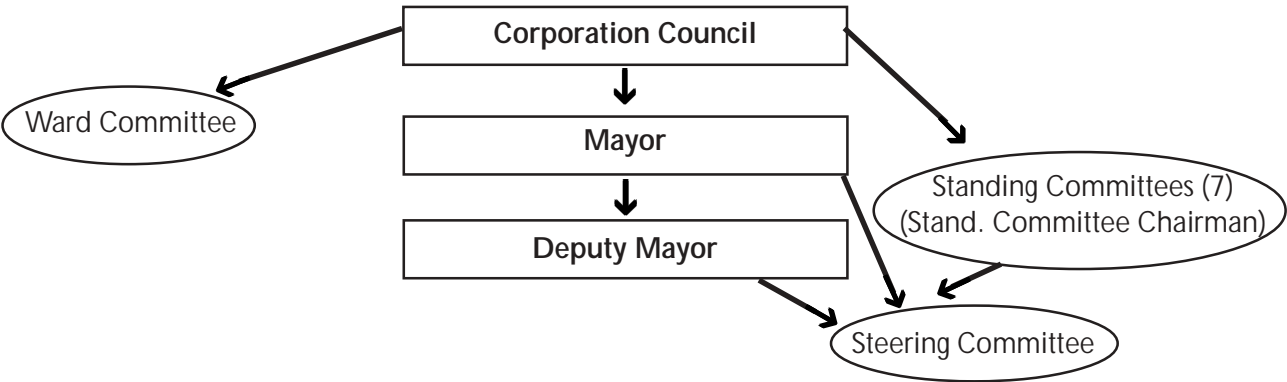 Corporation Council
Ward Committee
Mayor
Standing Committees (7)
(Stand. Committee Chairman)
Deputy Mayor
Steering Committee